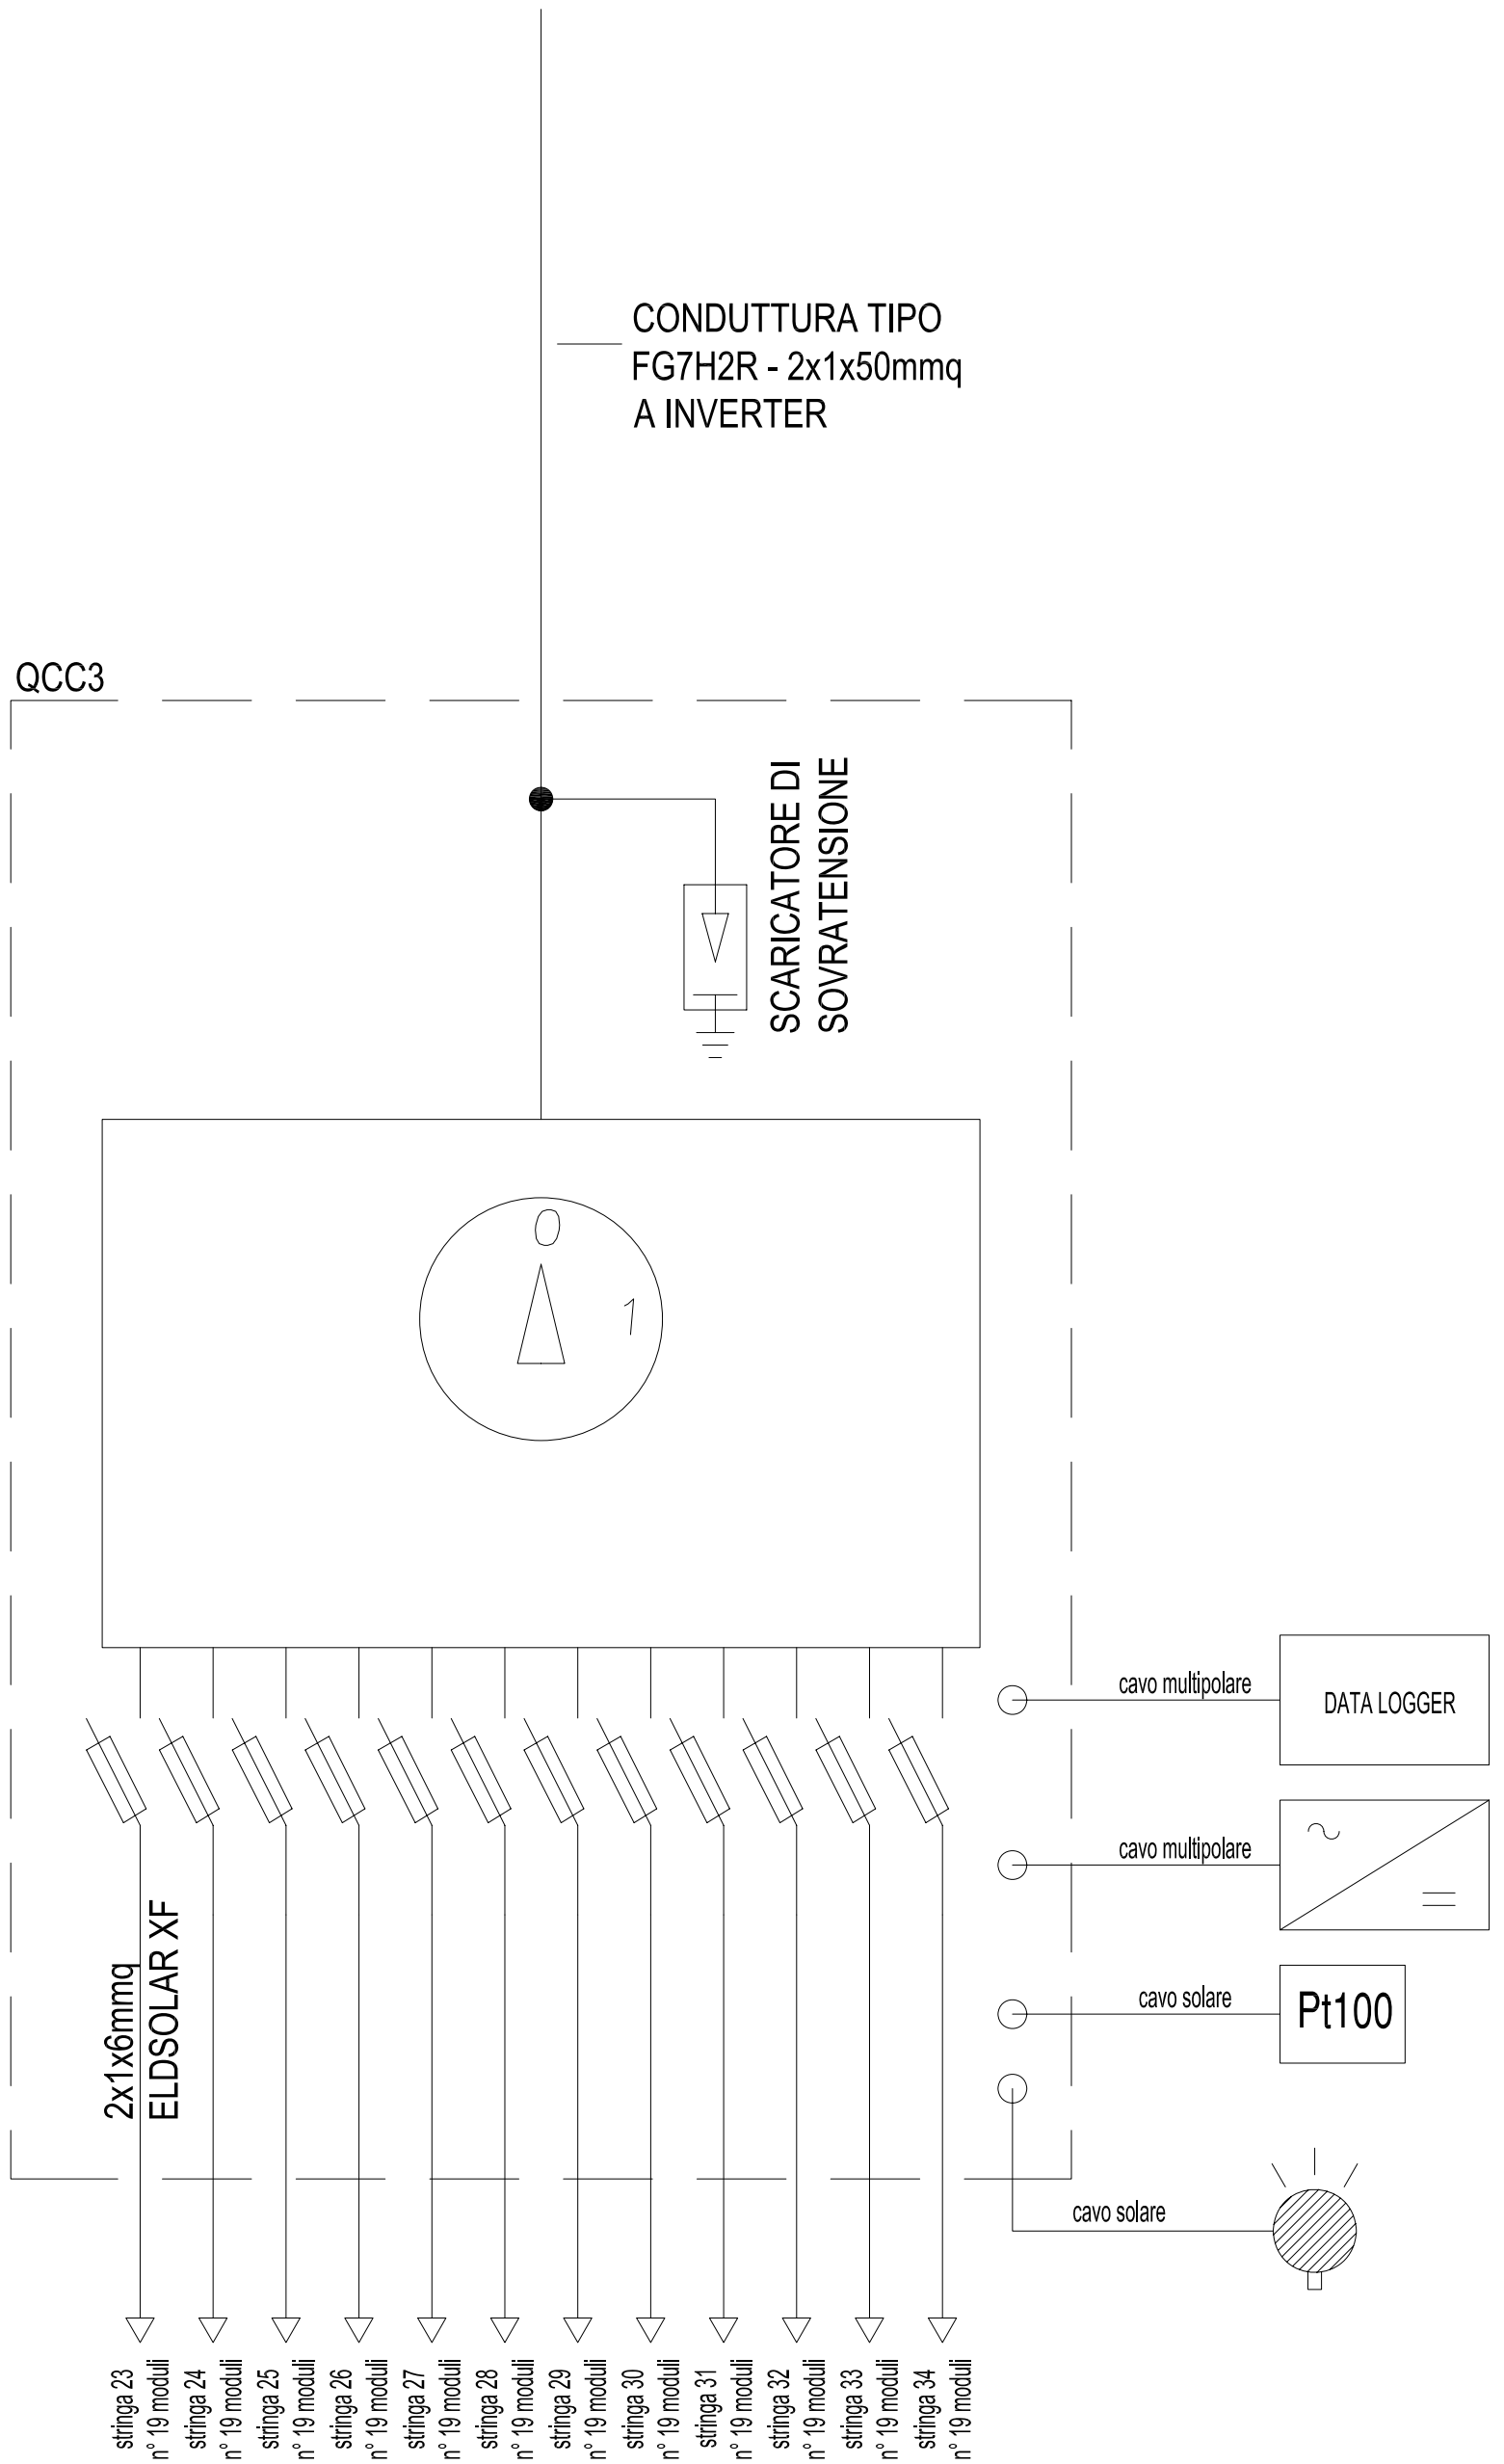 CONDUTTURA TIPO
FG7H2R - 2x1x50mmq
A INVERTER
QCC3
SCARICATORE DI
SOVRATENSIONE
0
1
cavo multipolare
DATA LOGGER
cavo multipolare
cavo solare
Pt100
cavo solare
2x1x6mmq
ELDSOLAR XF
stringa 23
n° 19 moduli
stringa 24
n° 19 moduli
stringa 25
n° 19 moduli
stringa 26
n° 19 moduli
stringa 27
n° 19 moduli
stringa 28
n° 19 moduli
stringa 29
n° 19 moduli
stringa 30
n° 19 moduli
stringa 31
n° 19 moduli
stringa 32
n° 19 moduli
stringa 33
n° 19 moduli
stringa 34
n° 19 moduli